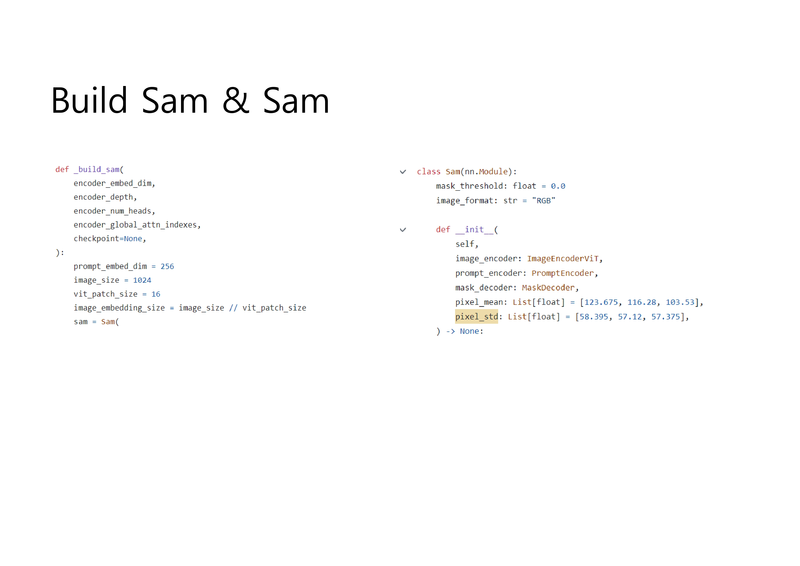 Build Sam & Sam
def _build_sam(
    encoder_embed_dim,
    encoder_depth,
    encoder_num_heads,
    encoder_global_attn_indexes,
    checkpoint=None,
):
    prompt_embed_dim = 256
    image_size = 1024
    vit_patch_size = 16
    image_embedding_size = image_size // vit_patch_size
    sam = Sam(
class Sam(nn.Module):
    mask_threshold: float = 0.0
    image_format: str = "RGB"
    def __init__(
        self,
        image_encoder: ImageEncoderViT,
        prompt_encoder: PromptEncoder,
        mask_decoder: MaskDecoder,
        pixel_mean: List[float] = [123.675, 116.28, 103.53],
        pixel_std: List[float] = [58.395, 57.12, 57.375],
    ) -> None: